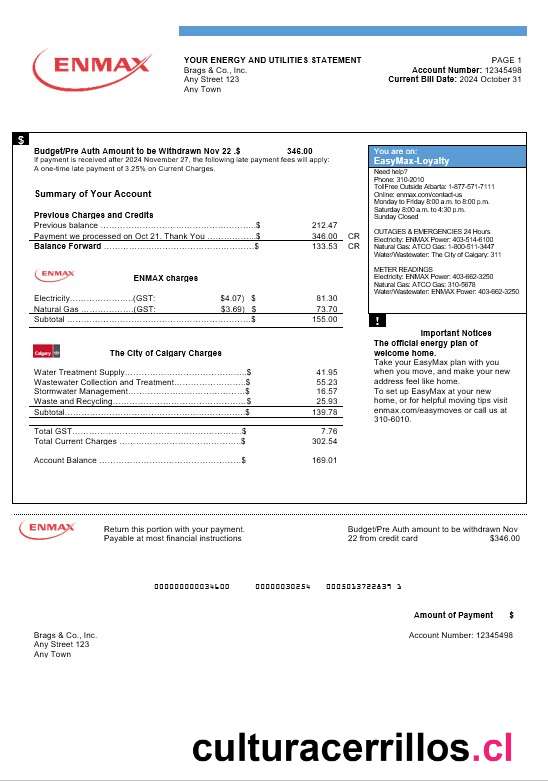 ENMAX
YOUR ENERGY AND UTILITIES STATEMENT
Brags & Co., Inc.
Any Street 123
Any Town
PAGE 1
Account Number: 12345498
Current Bill Date: 2024 October 31
$
Budget/Pre Auth Amount to be Withdrawn Nov 22 .$ 346.00
If payment is received after 2024 November 27, the following late payment fees will apply:
A one-time late payment of 3.25% on Current Charges.
Summary of Your Account
Previous Charges and Credits
Previous balance ........................................$ 212.47
Payment we processed on Oct 21. Thank You ................$ 346.00 CR
Balance Forward ........................................$ 133.53 CR
ENMAX
ENMAX charges
Electricity....................(GST: $4.07) $ 81.30
Natural Gas ................(GST: $3.69) $ 73.70
Subtotal ........................................$ 155.00
Calgary
The City of Calgary Charges
Water Treatment Supply........................................$ 41.95
Wastewater Collection and Treatment........................$ 55.23
Stormwater Management........................................$ 16.57
Waste and Recycling........................................$ 25.93
Subtotal........................................$ 139.78
Total GST........................................$ 7.76
Total Current Charges ........................................$ 302.54
Account Balance ........................................$ 169.01
You are on:
EasyMax-Loyalty
Need help?
Phone: 310-2010
TollFree Outside Abarta: 1-877-571-7111
Online: enmax.com/contact-us
Monday to Friday 8:00 a.m. to 8:00 p.m.
Saturday 8:00 a.m. to 4:30 p.m.
Sunday Closed
OUTAGES & EMERGENCIES 24 Hours
Electricity: ENMAX Power: 403-514-6100
Natural Gas: ATCO Gas: 1-800-511-3447
Water/Wastewater: The City of Calgary: 311
METER READINGS
Electricity: ENMAX Power: 403-662-3250
Natural Gas: ATCO Gas: 310-5678
Water/Wastewater: ENMAX Power: 403-662-3250
!
Important Notices
The official energy plan of
welcome home.
Take your EasyMax plan with you
when you move, and make your new
address feel like home.
To set up EasyMax at your new
home, or for helpful moving tips visit
enmax.com/easymoves or call us at
310-6010.
ENMAX
Return this portion with your payment.
Payable at most financial instructions
Budget/Pre Auth amount to be withdrawn Nov
22 from credit card $346.00
000000000034600 00000030254 0005013722839 1
Amount of Payment $
Brags & Co., Inc.
Any Street 123
Any Town
Account Number: 12345498
culturacerrillos.cl